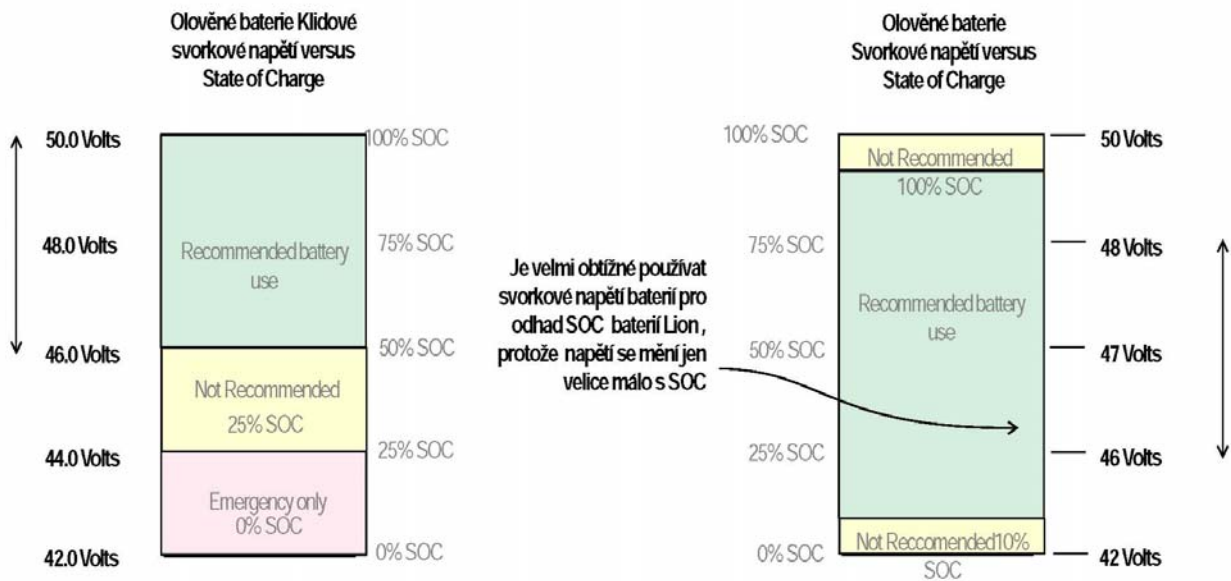 Olověné baterie Klidové
svorkové napětí versus
State of Charge
50.0 Volts
100% SOC
48.0 Volts
Recommended battery
use
75% SOC
46.0 Volts
50% SOC
Not Recommended
25% SOC
44.0 Volts
25% SOC
Emergency only
0% SOC
42.0 Volts
0% SOC
Olověné baterie
Svorkové napětí versus
State of Charge
100% SOC
Not Recommended
50 Volts
100% SOC
75% SOC
48 Volts
Je velmi obtížné používat
svorkové napětí baterií pro
odhad SOC baterií Lion ,
protože napětí se mění jen
velice málo s SOC
Recommended battery
use
50% SOC
47 Volts
25% SOC
46 Volts
0% SOC
Not Reccomended10%
SOC
42 Volts